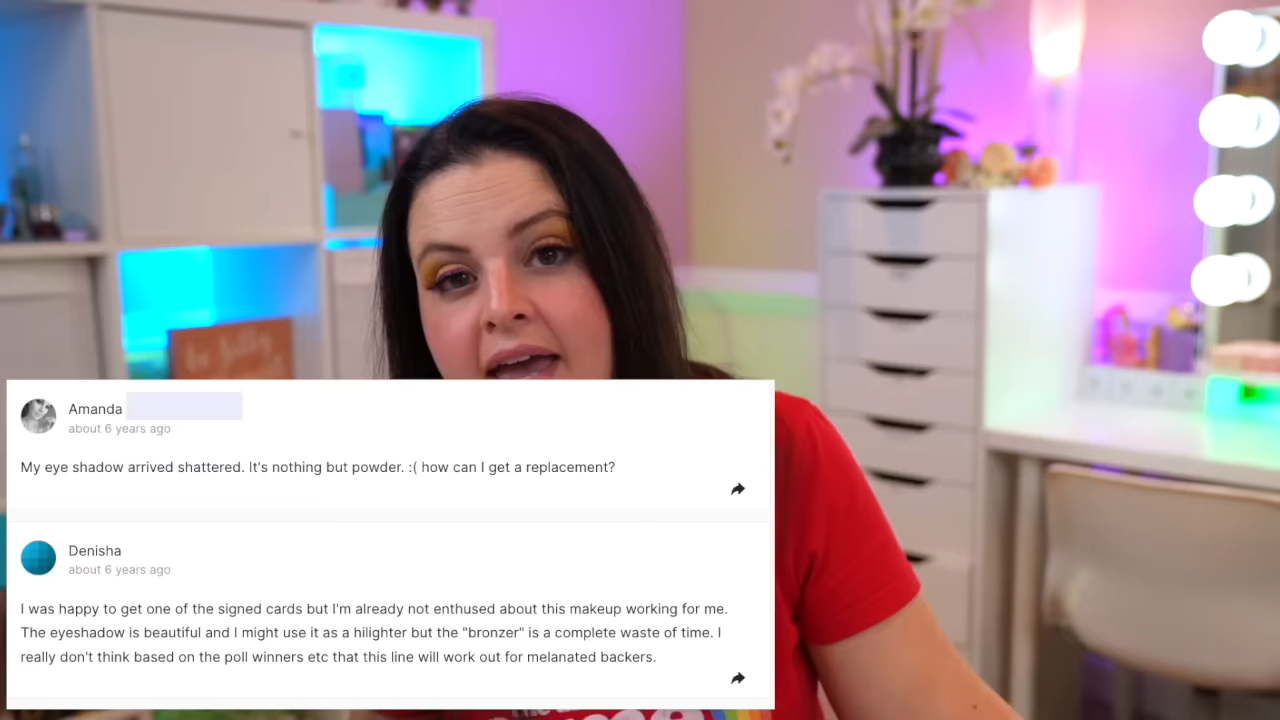 be fully
Amanda
about 6 years ago
My eye shadow arrived shattered. It's nothing but powder. :( how can I get a replacement?
Denisha
about 6 years ago
I was happy to get one of the signed cards but I'm already not enthused about this makeup working for me.
The eyeshadow is beautiful and I might use it as a hilighter but the "bronzer" is a complete waste of time. I
really don't think based on the poll winners etc that this line will work out for melanated backers.